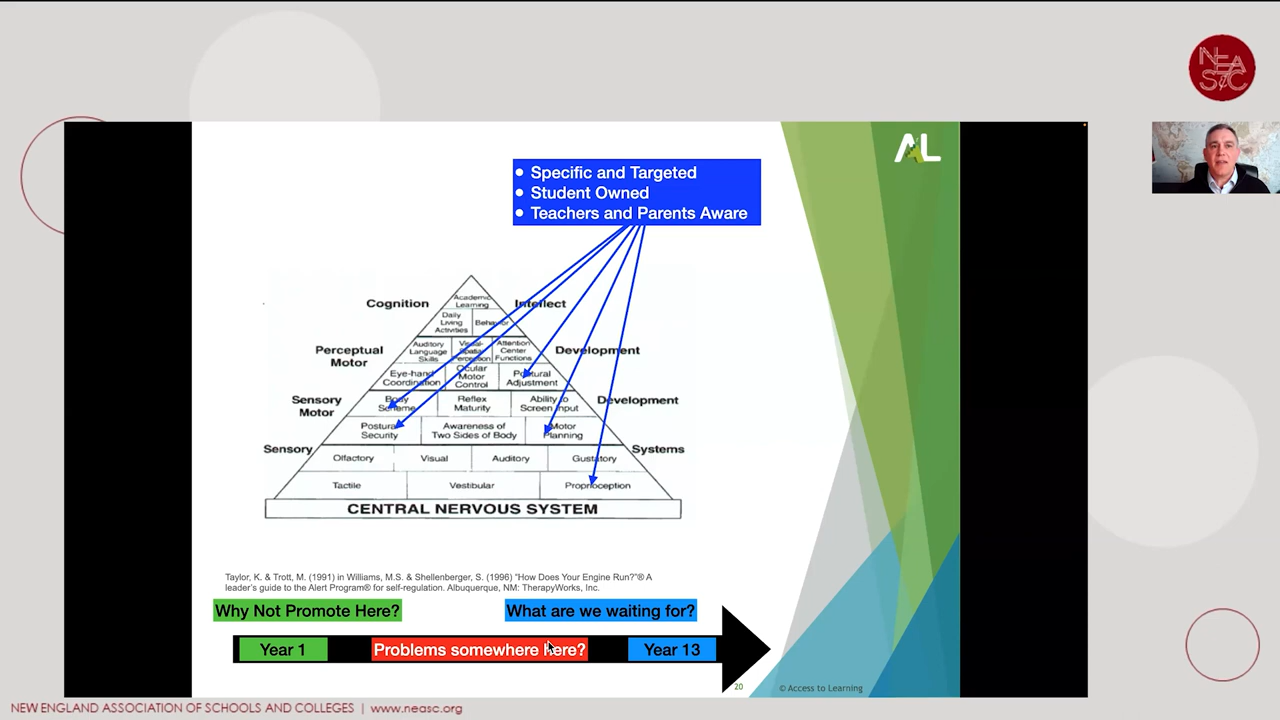 NEASC
AL
• Specific and Targeted
• Student Owned
• Teachers and Parents Aware
Cognition
Academic
Learning
Intellect
Daily
Living
Activities
Behavior
Perceptual
Motor
Auditory
Language
Skills
Visual-
Spatial
Perception
Attention
Center
Functions
Development
Eye-hand
Coordination
Ocular
Motor
Control
Postural
Adjustment
Sensory
Motor
Body
Scheme
Reflex
Maturity
Ability to
Screen Input
Development
Postural
Security
Awareness of
Two Sides of Body
Motor
Planning
Sensory
Olfactory
Visual
Auditory
Gustatory
Systems
Tactile
Vestibular
Proprioception
CENTRAL NERVOUS SYSTEM
Taylor, K. & Trott, M. (1991) in Williams, M.S. & Shellenberger, S. (1996) “How Does Your Engine Run?”® A
leader’s guide to the Alert Program® for self-regulation. Albuquerque, NM: TherapyWorks, Inc.
Why Not Promote Here?
What are we waiting for?
Year 1
Problems somewhere here?
Year 13
20
© Access to Learning
NEW ENGLAND ASSOCIATION OF SCHOOLS AND COLLEGES | www.neasc.org